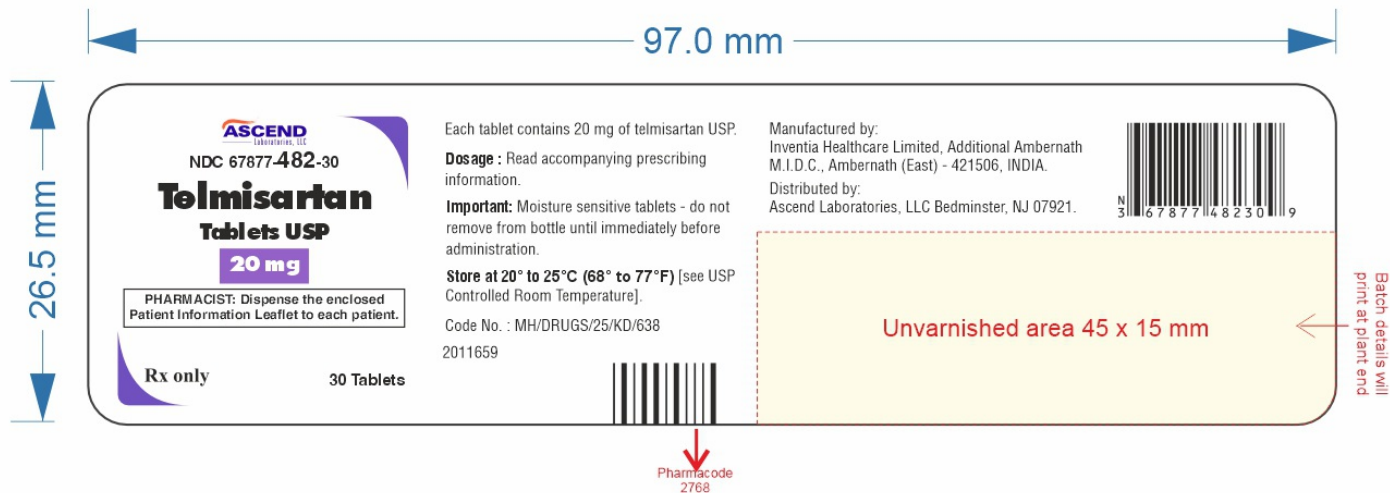 97.0 mm
26.5 mm
ASCEND
Laboratories, LLC
NDC 67877-482-30
Telmisartan
Tablets USP
20 mg
PHARMACIST: Dispense the enclosed
Patient Information Leaflet to each patient.
Rx only
30 Tablets
Each tablet contains 20 mg of telmisartan USP.
Dosage : Read accompanying prescribing
information.
Important: Moisture sensitive tablets - do not
remove from bottle until immediately before
administration.
Store at 20° to 25°C (68° to 77°F) [see USP
Controlled Room Temperature].
Code No. : MH/DRUGS/25/KD/638
2011659
Pharmacode
2768
Manufactured by:
Inventia Healthcare Limited, Additional Ambernath
M.I.D.C., Ambernath (East) - 421506, INDIA.
Distributed by:
Ascend Laboratories, LLC Bedminster, NJ 07921.
N
3 67877 48230 9
Unvarnished area 45 x 15 mm
Batch details will
print at plant end